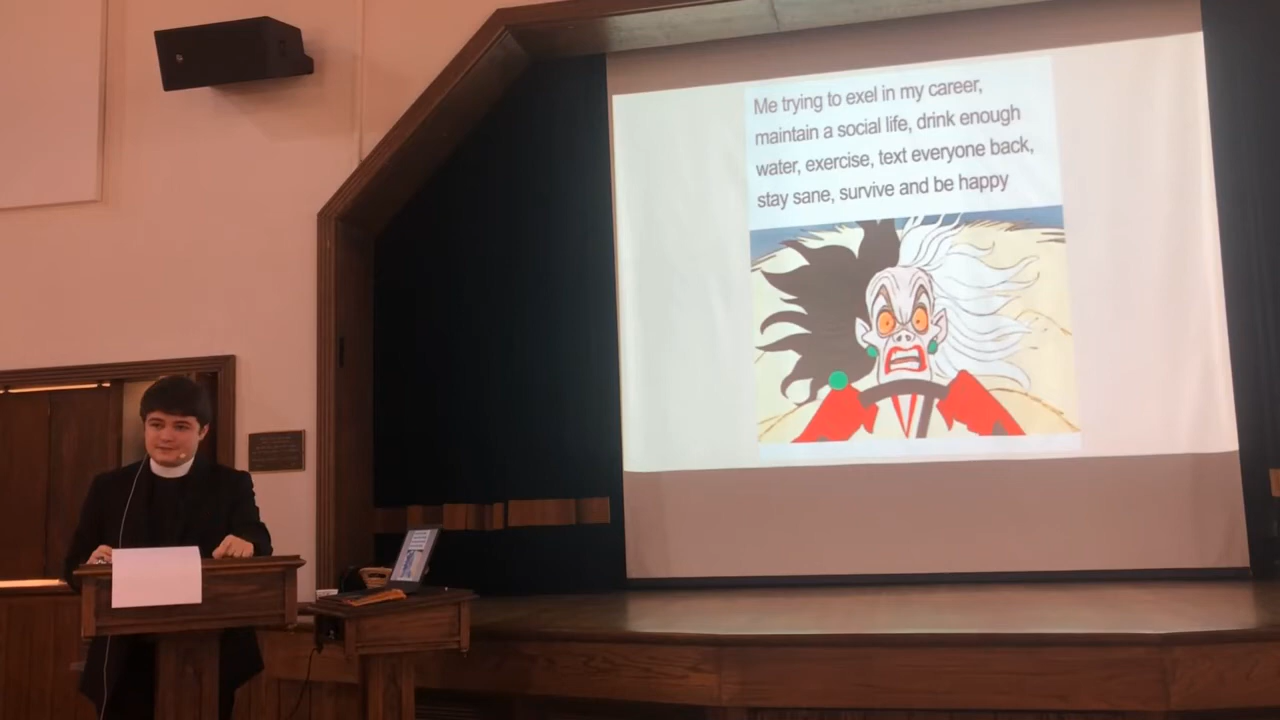 Me trying to exel in my career,
maintain a social life, drink enough
water, exercise, text everyone back,
stay sane, survive and be happy